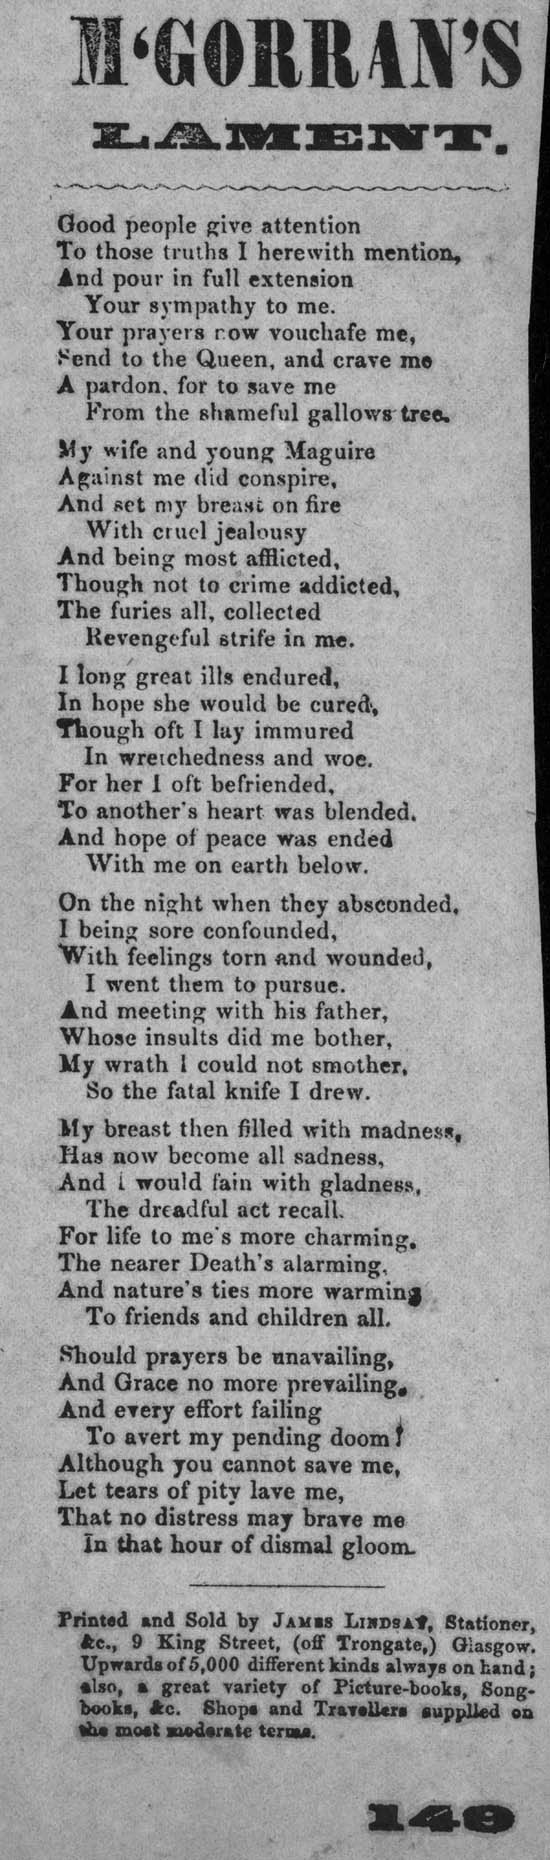 M‘GORRAN’S
LAMENT.
Good people give attention
To those truths I herewith mention,
And pour in full extension
Your sympathy to me.
Your prayers now vouchafe me,
Send to the Queen, and crave me
A pardon, for to save me
From the shameful gallows tree.
My wife and young Maguire
Against me did conspire,
And set my breast on fire
With cruel jealousy
And being most afflicted,
Though not to crime addicted,
The furies all, collected
Revengeful strife in me.
I long great ills endured,
In hope she would be cured,
Though oft I lay immured
In wretchedness and woe.
For her I oft befriended,
To another's heart was blended.
And hope of peace was ended
With me on earth below.
On the night when they absconded,
I being sore confounded,
With feelings torn and wounded,
I went them to pursue.
And meeting with his father,
Whose insults did me bother,
My wrath I could not smother,
So the fatal knife I drew.
My breast then filled with madness,
Has now become all sadness,
And i would fain with gladness,
The dreadful act recall.
For life to me's more charming.
The nearer Death's alarming,
And nature's ties more warming
To friends and children all.
Should prayers be unavailing,
And Grace no more prevailing,
And every effort failing
To avert my pending doom!
Although you cannot save me,
Let tears of pity lave me,
That no distress may brave me
In that hour of dismal gloom.
Printed and Sold by JAMES LINDSAY, Stationer,
&c., 9 King Street, (off Trongate,) Glasgow.
Upwards of 5,000 different kinds always on hand;
also, a great variety of Picture-books, Song-
books, &c. Shops and Travellers supplied on
the most moderate terms.
149